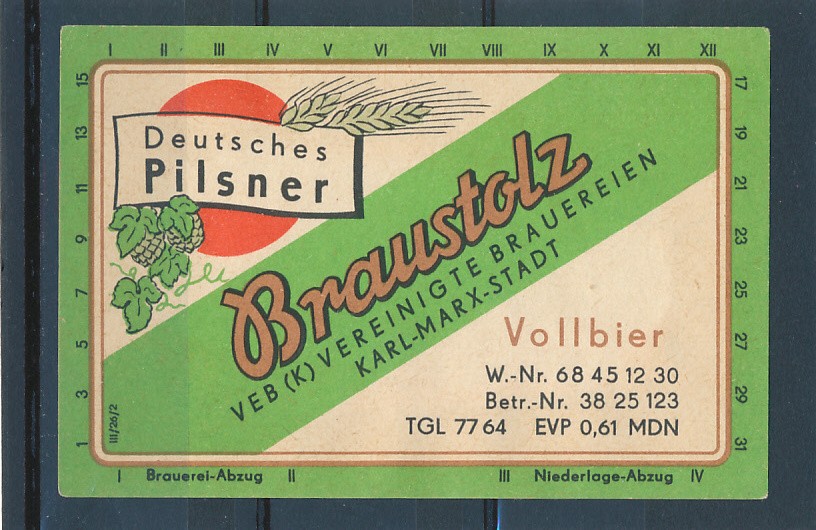 I II III IV V VI VII VIII IX X XI XII
15 13 11 9 7 5 3 1
Deutsches
Pilsner
Braustolz
VEB (K) VEREINIGTE BRAUEREIEN
KARL-MARX-STADT
Vollbier
W.-Nr. 68 45 12 30
Betr.-Nr. 38 25 123
TGL 77 64 EVP 0,61 MDN
III/26/2
17 19 21 23 25 27 29 31
I Brauerei-Abzug II III Niederlage-Abzug IV